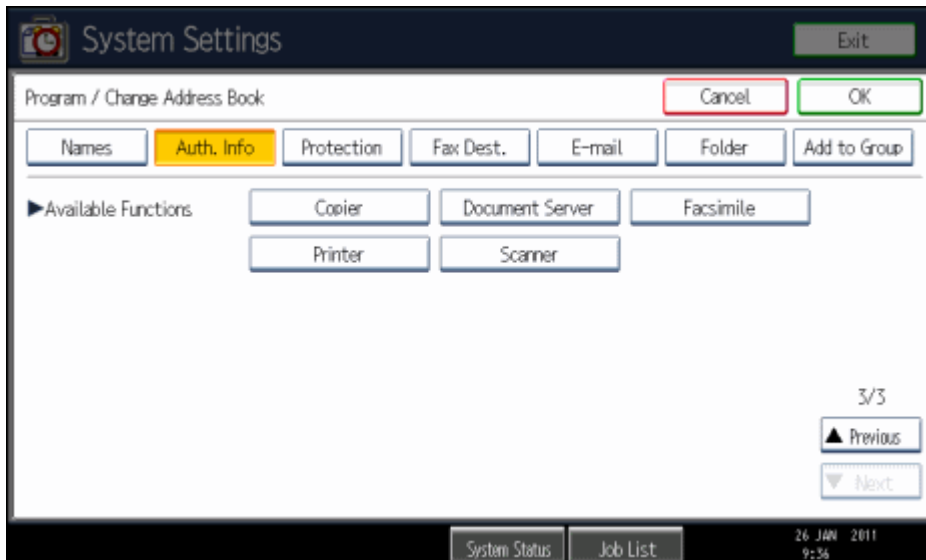 System Settings Exit
Program / Change Address Book Cancel OK
Names Auth. Info Protection Fax Dest. E-mail Folder Add to Group
►Available Functions Copier Document Server Facsimile
Printer Scanner
3/3
▲ Previous
▼ Next
System Status Job List 26 JAN 2011
9:36